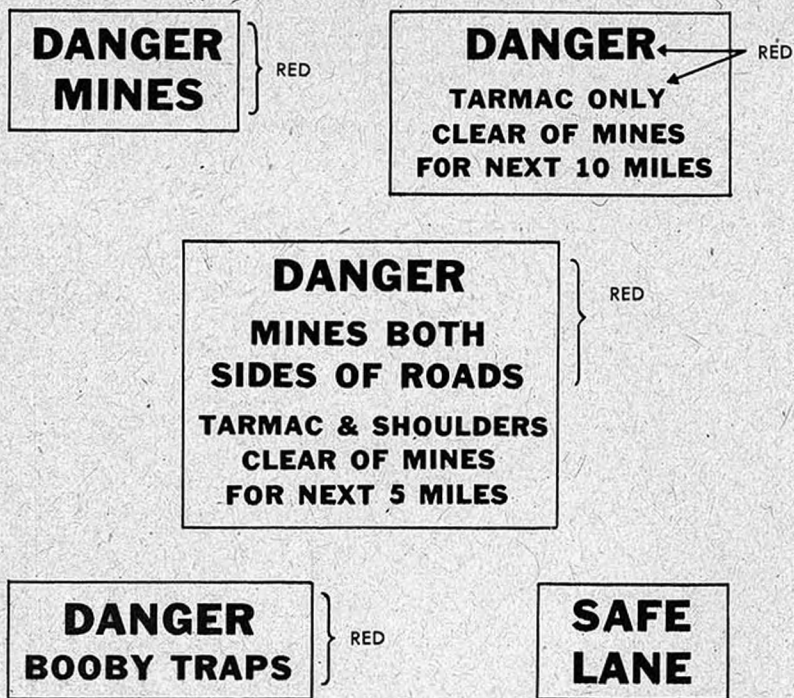 DANGER
MINES
RED
DANGER
RED
TARMAC ONLY
CLEAR OF MINES
FOR NEXT 10 MILES
DANGER
MINES BOTH
SIDES OF ROADS
RED
TARMAC & SHOULDERS
CLEAR OF MINES
FOR NEXT 5 MILES
DANGER
BOOBY TRAPS
RED
SAFE
LANE